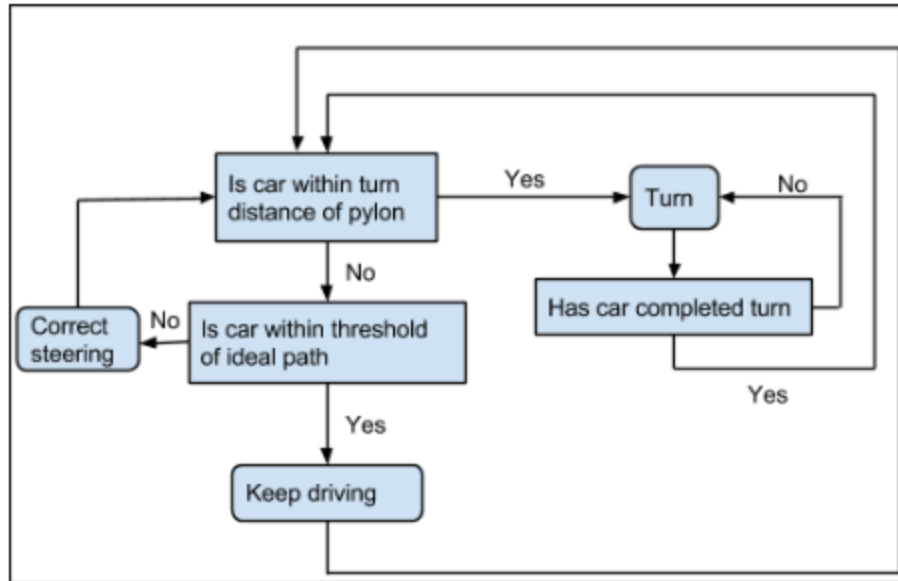 Is car within turn
distance of pylon
Yes
Turn
No
No
Has car completed turn
Correct
steering
No
Is car within threshold
of ideal path
Yes
Yes
Keep driving